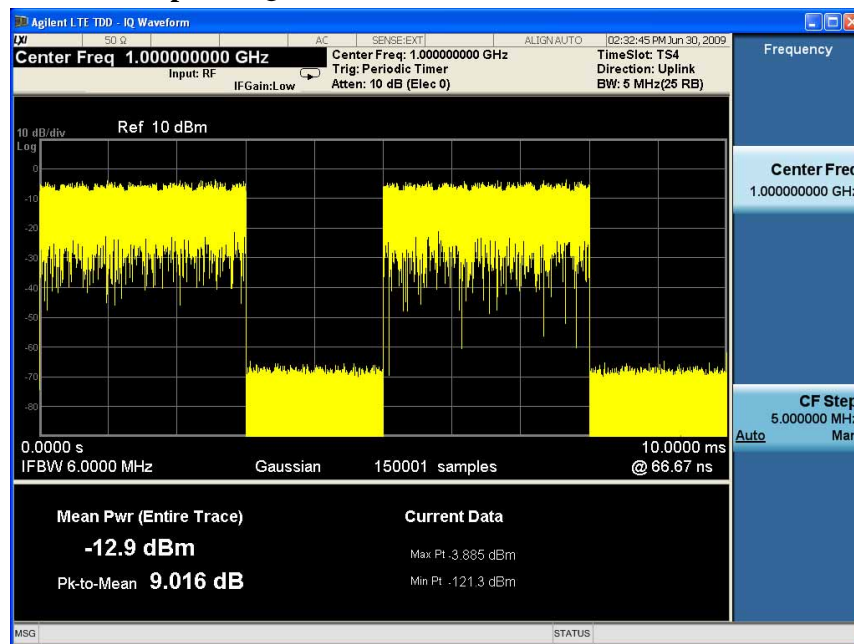 Agilent LTE TDD - IQ Waveform
LXI 50 Ω AC SENSE:EXT ALIGN AUTO 02:32:45 PM Jun 30, 2009
Center Freq 1.000000000 GHz
Input: RF
IFGain:Low
Center Freq: 1.000000000 GHz
Trig: Periodic Timer
Atten: 10 dB (Elec 0)
TimeSlot: TS4
Direction: Uplink
BW: 5 MHz(25 RB)
Frequency
10 dB/div Ref 10 dBm
Log
0
-10
-20
-30
-40
-50
-60
-70
-80
Center Freq
1.000000000 GHz
CF Step
5.000000 MHz
Auto Man
0.0000 s 10.0000 ms
IFBW 6.0000 MHz Gaussian 150001 samples @ 66.67 ns
Mean Pwr (Entire Trace)
-12.9 dBm
Pk-to-Mean 9.016 dB
Current Data
Max Pt -3.885 dBm
Min Pt -121.3 dBm
MSG STATUS